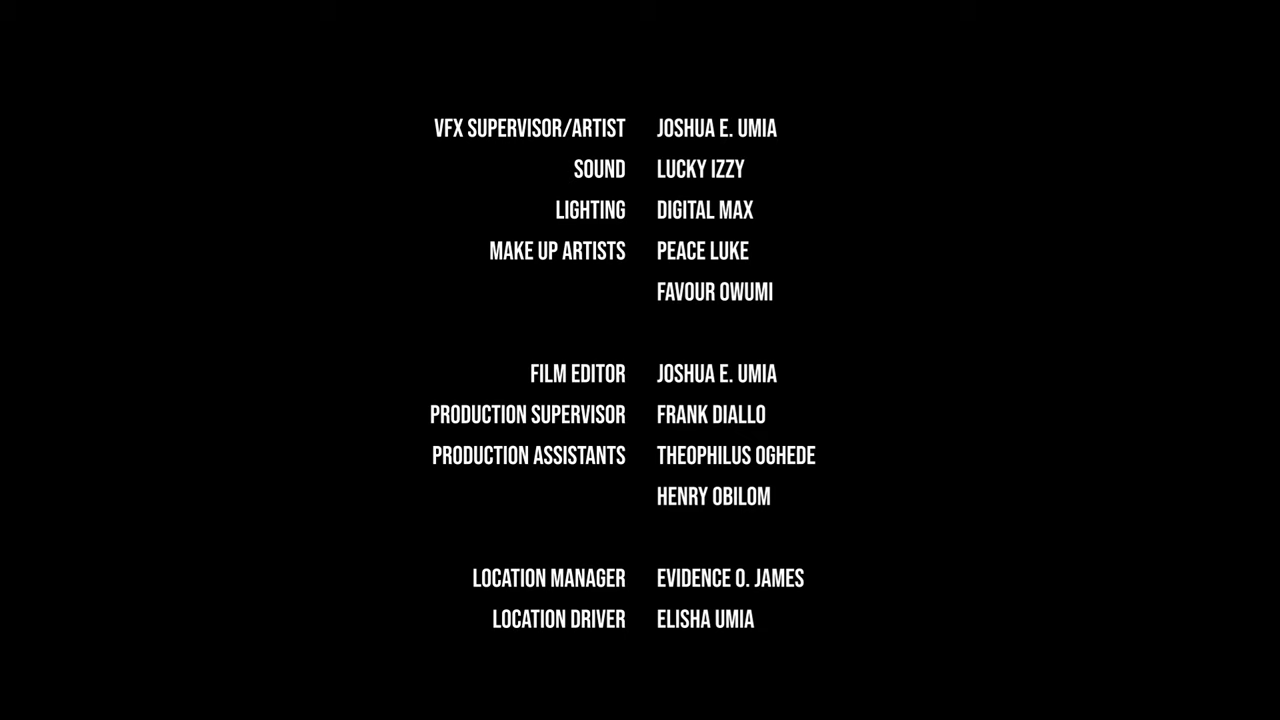 VFX SUPERVISOR/ARTIST JOSHUA E. UMIA
SOUND LUCKY IZZY
LIGHTING DIGITAL MAX
MAKE UP ARTISTS PEACE LUKE
FAVOUR OWUMI
FILM EDITOR JOSHUA E. UMIA
PRODUCTION SUPERVISOR FRANK DIALLO
PRODUCTION ASSISTANTS THEOPHILUS OGHEDE
HENRY OBILOM
LOCATION MANAGER EVIDENCE O. JAMES
LOCATION DRIVER ELISHA UMIA